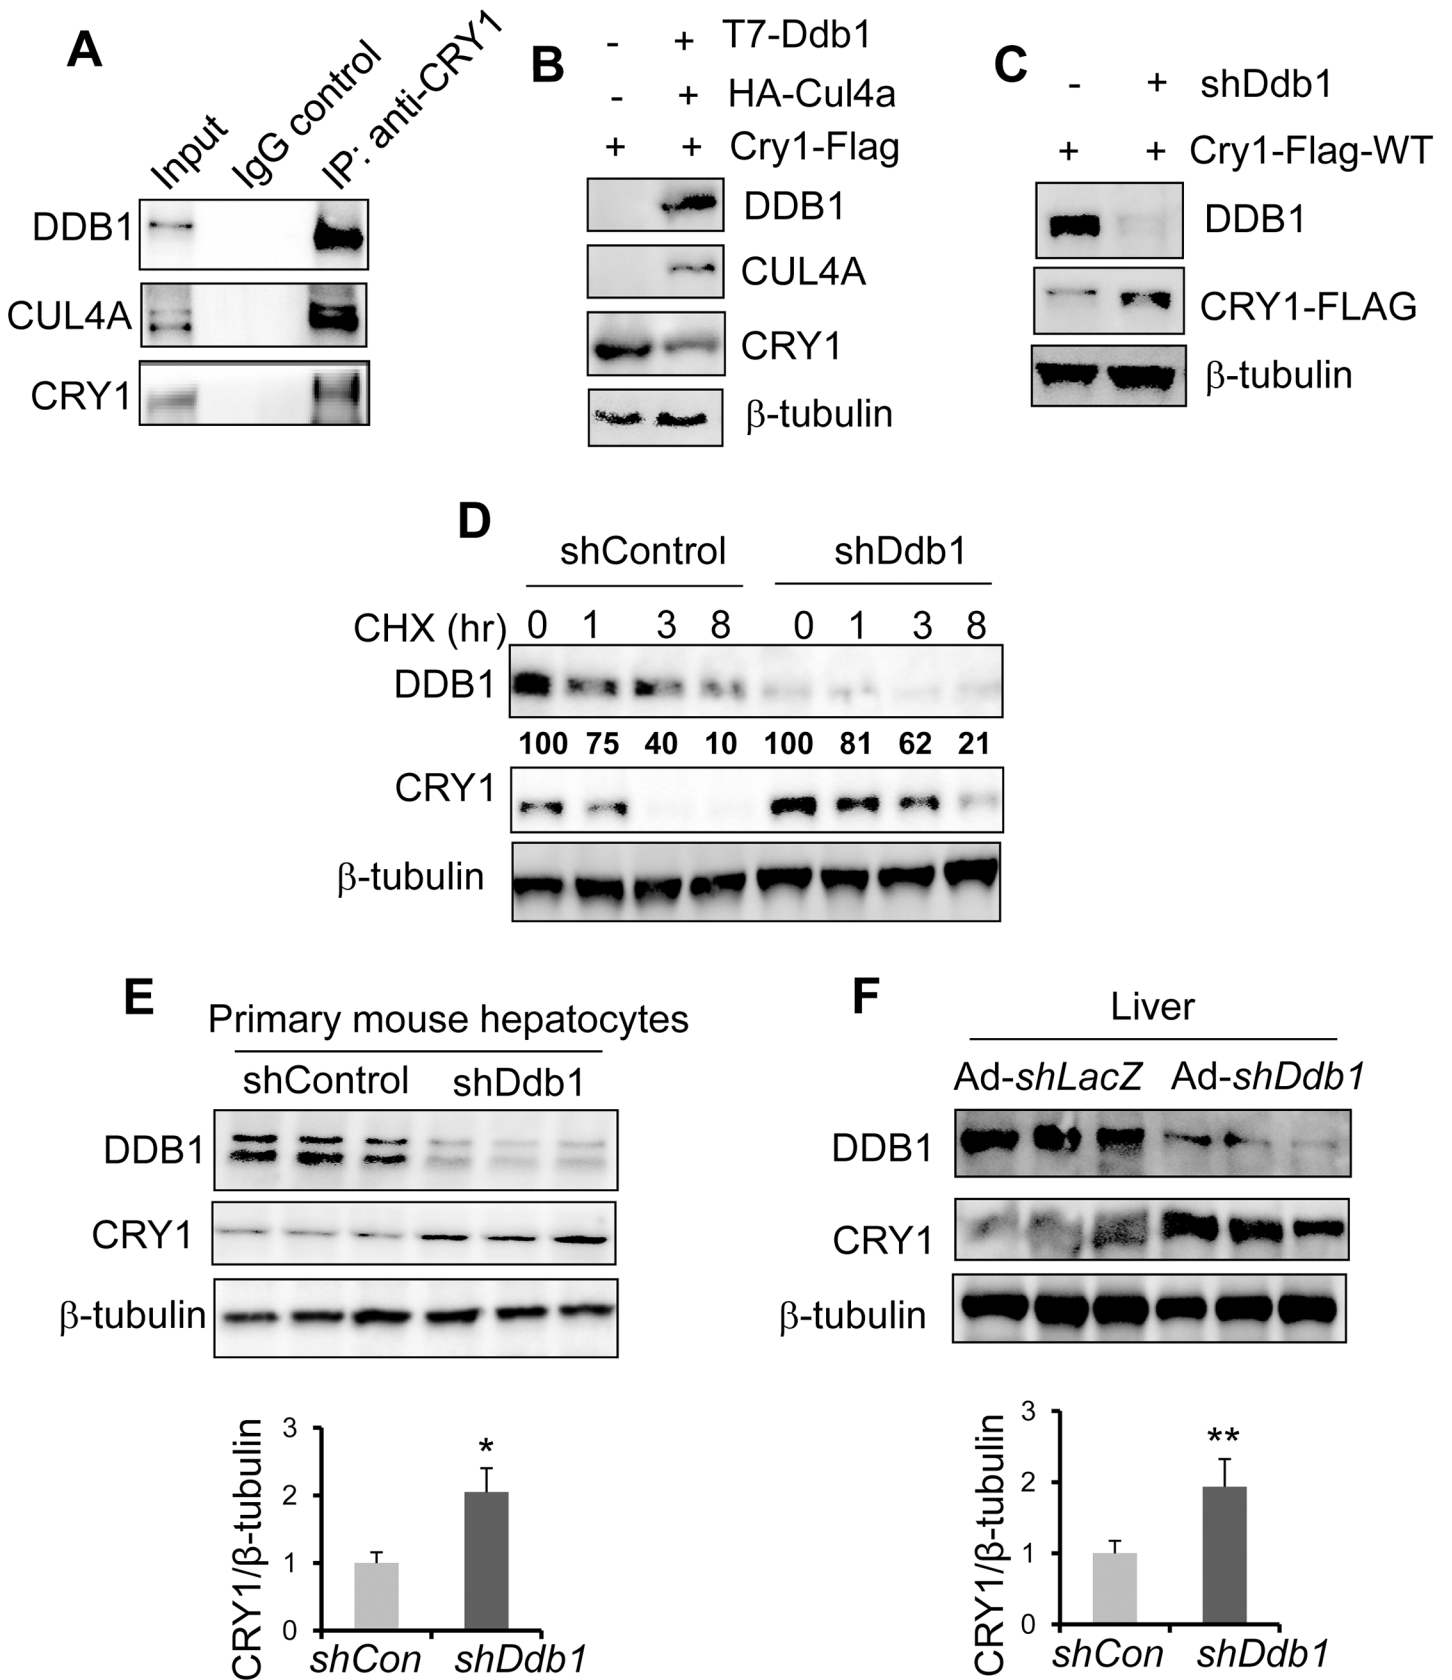 A
Input
IgG control
IP: anti-CRY1
DDB1
CUL4A
CRY1
B
- + T7-Ddb1
- + HA-Cul4a
+ + Cry1-Flag
DDB1
CUL4A
CRY1
β-tubulin
C
- + shDdb1
+ + Cry1-Flag-WT
DDB1
CRY1-FLAG
β-tubulin
D
shControl shDdb1
CHX (hr) 0 1 3 8 0 1 3 8
DDB1
100 75 40 10 100 81 62 21
CRY1
β-tubulin
E
Primary mouse hepatocytes
shControl shDdb1
DDB1
CRY1
β-tubulin
CRY1/β-tubulin
3
2
1
0
*
shCon shDdb1
F
Liver
Ad-shLacZ Ad-shDdb1
DDB1
CRY1
β-tubulin
CRY1/β-tubulin
3
2
1
0
**
shCon shDdb1